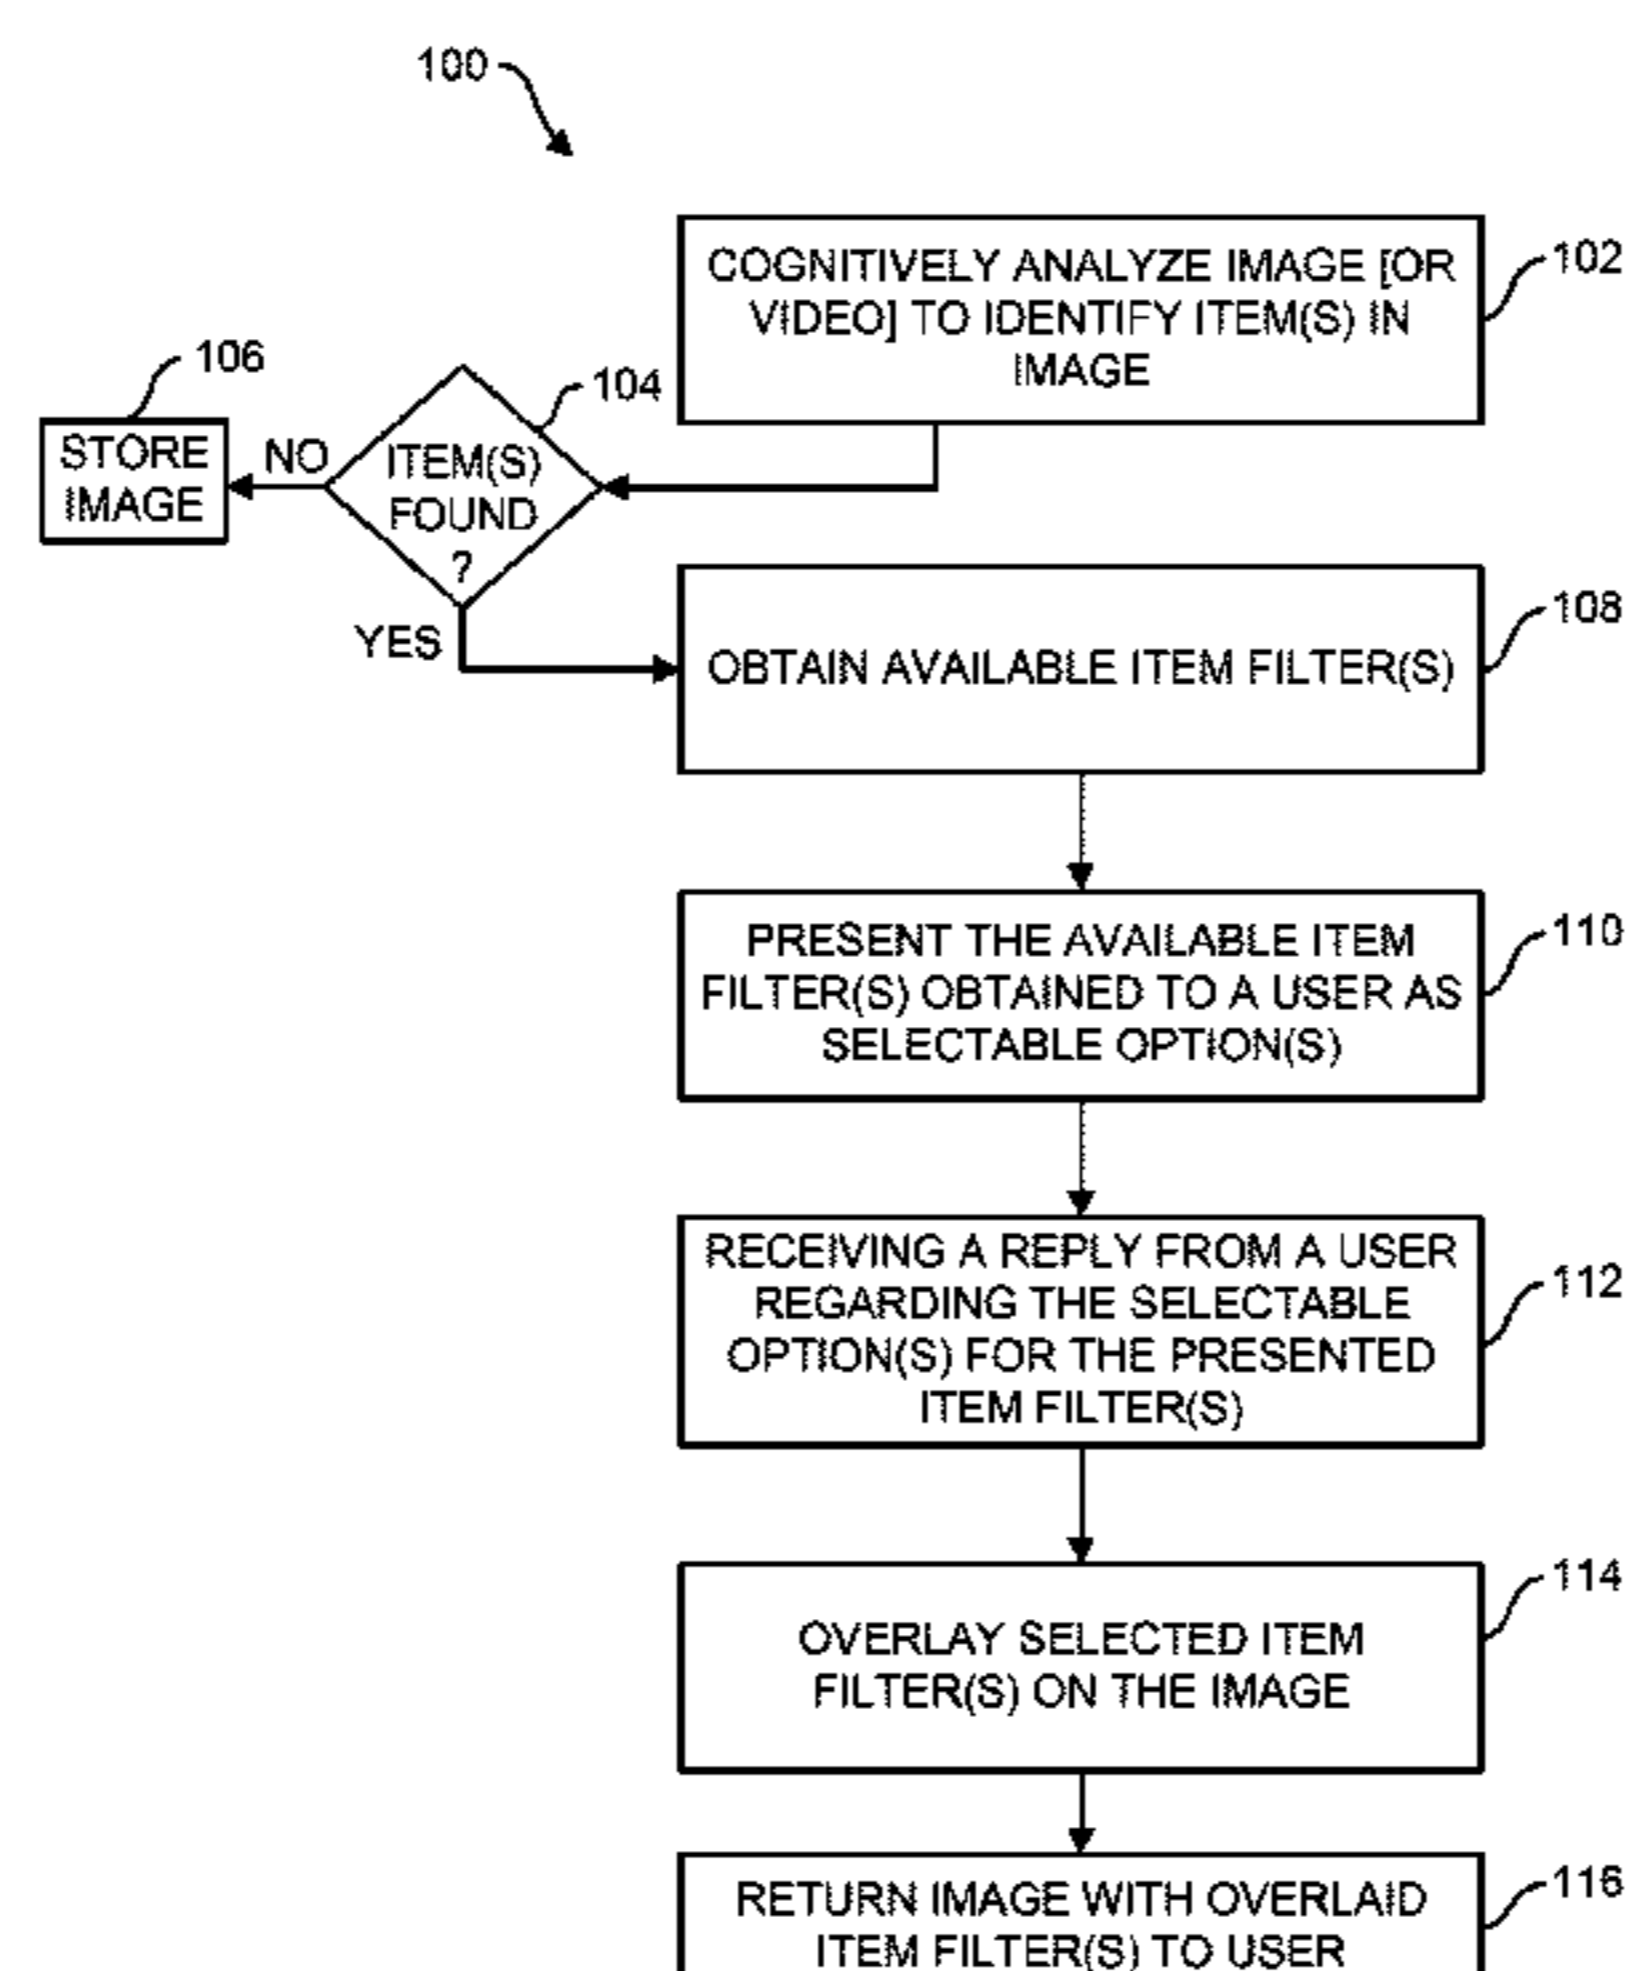 100
COGNITIVELY ANALYZE IMAGE [OR
VIDEO] TO IDENTIFY ITEM(S) IN
IMAGE
102
106
STORE
IMAGE
NO
104
ITEM(S)
FOUND
?
YES
OBTAIN AVAILABLE ITEM FILTER(S)
108
PRESENT THE AVAILABLE ITEM
FILTER(S) OBTAINED TO A USER AS
SELECTABLE OPTION(S)
110
RECEIVING A REPLY FROM A USER
REGARDING THE SELECTABLE
OPTION(S) FOR THE PRESENTED
ITEM FILTER(S)
112
OVERLAY SELECTED ITEM
FILTER(S) ON THE IMAGE
114
RETURN IMAGE WITH OVERLAID
ITEM FILTER(S) TO USER
116